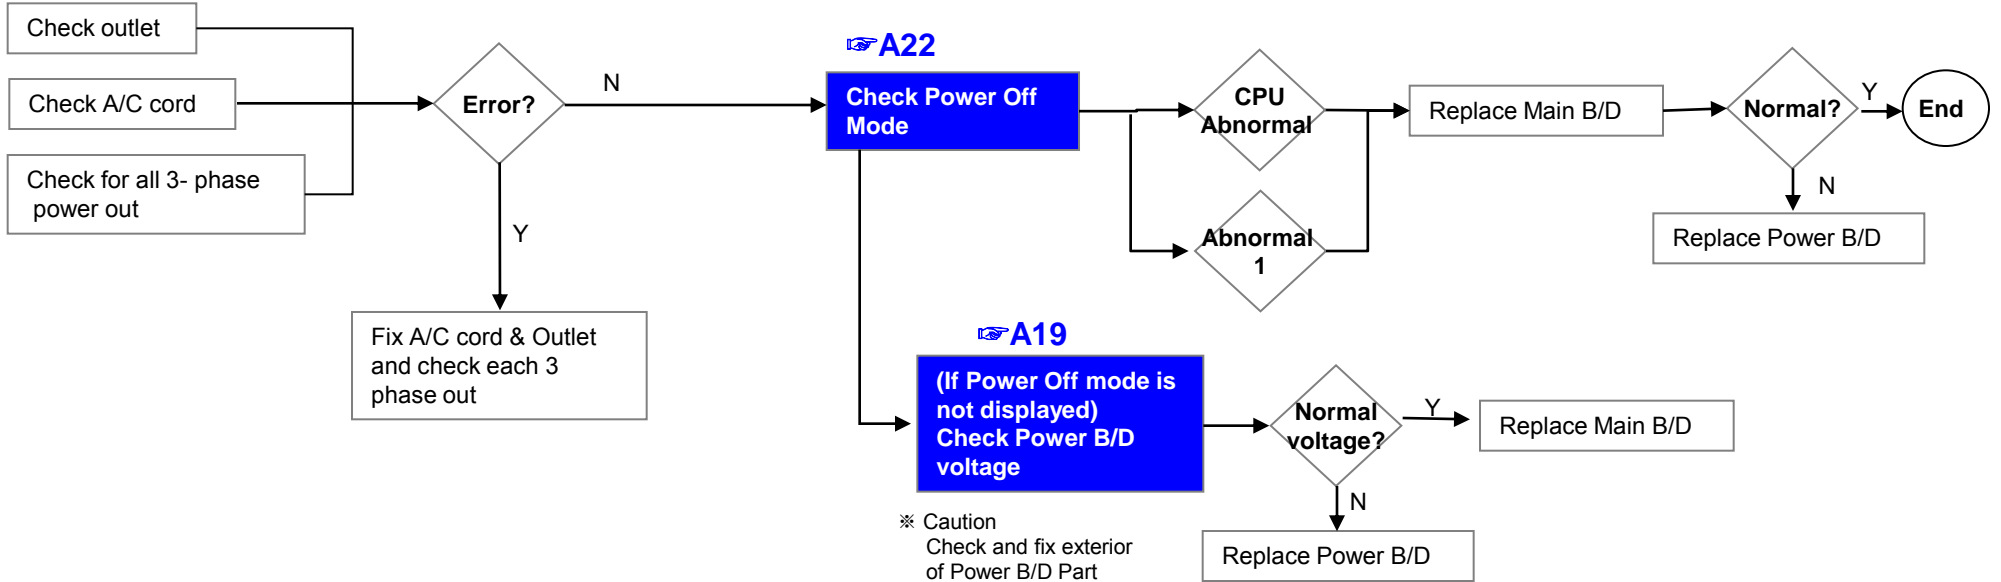 Check outlet
Check A/C cord
Check for all 3- phase
power out
Error?
N
Y
Fix A/C cord & Outlet
and check each 3
phase out
☞A22
Check Power Off
Mode
CPU
Abnormal
Abnormal
1
Replace Main B/D
Normal?
Y
End
N
Replace Power B/D
☞A19
(If Power Off mode is
not displayed)
Check Power B/D
voltage
※ Caution
Check and fix exterior
of Power B/D Part
Normal
voltage?
Y
Replace Main B/D
N
Replace Power B/D